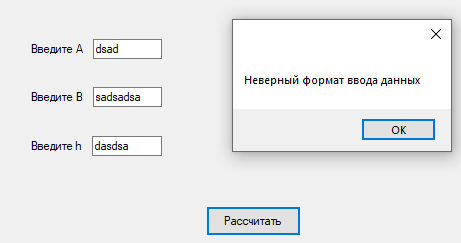 Введите A dsad
Введите B sadsadsa
Введите h dasdsa
Рассчитать
Неверный формат ввода данных
OK